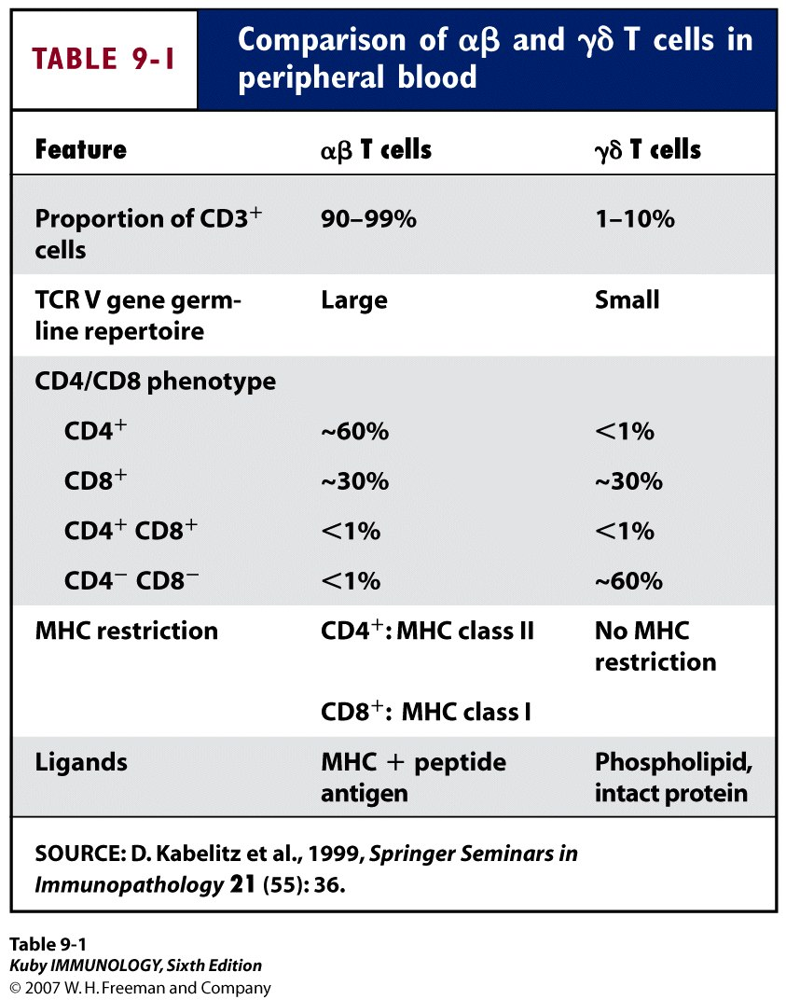 TABLE 9-1
Comparison of αβ and γδ T cells in
peripheral blood
Feature αβ T cells γδ T cells
Proportion of CD3⁺ 90–99% 1–10%
cells
TCR V gene germ- Large Small
line repertoire
CD4/CD8 phenotype
CD4⁺ ~60% <1%
CD8⁺ ~30% ~30%
CD4⁺ CD8⁺ <1% <1%
CD4⁻ CD8⁻ <1% ~60%
MHC restriction CD4⁺: MHC class II No MHC
restriction
CD8⁺: MHC class I
Ligands MHC + peptide Phospholipid,
antigen intact protein
SOURCE: D. Kabelitz et al., 1999, Springer Seminars in
Immunopathology 21 (55): 36.
Table 9-1
Kuby IMMUNOLOGY, Sixth Edition
© 2007 W. H. Freeman and Company